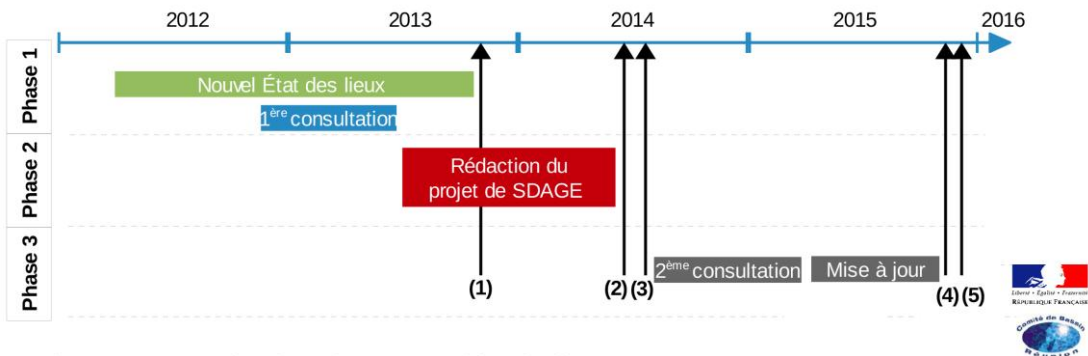 2012 2013 2014 2015 2016
Phase 1
Nouvel État des lieux
1ère consultation
Phase 2
Rédaction du
projet de SDAGE
Phase 3
2ème consultation Mise à jour
(1) (2) (3) (4) (5)
Liberté • Égalité • Fraternité
RÉPUBLIQUE FRANÇAISE
Comité de Bassin
Réunion